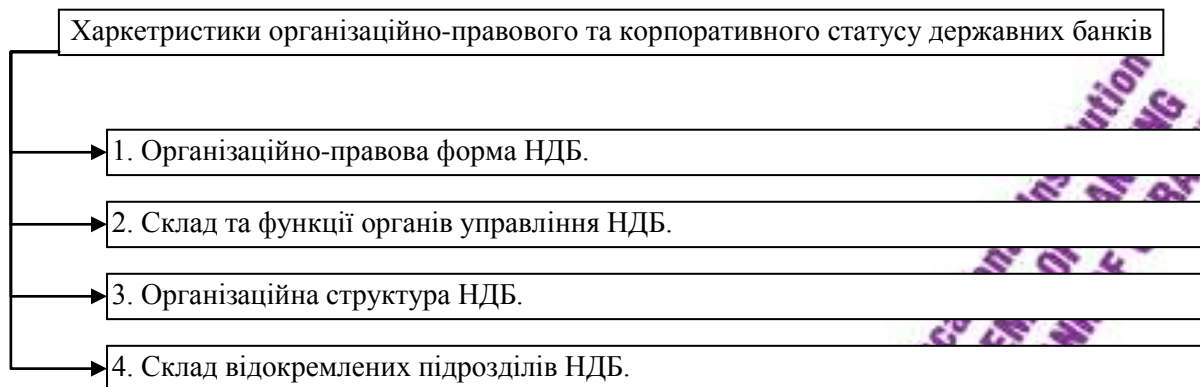 Харкетристики організаційно-правового та корпоративного статусу державних банків
1. Організаційно-правова форма НДБ.
2. Склад та функції органів управління НДБ.
3. Організаційна структура НДБ.
4. Склад відокремлених підрозділів НДБ.